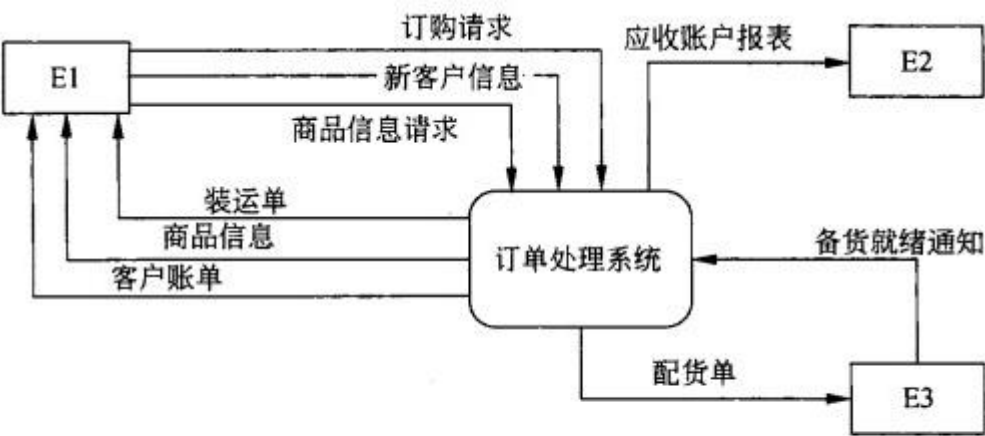 订购请求
应收账户报表
E1
E2
新客户信息
商品信息请求
装运单
商品信息
备货就绪通知
订单处理系统
客户账单
配货单
E3